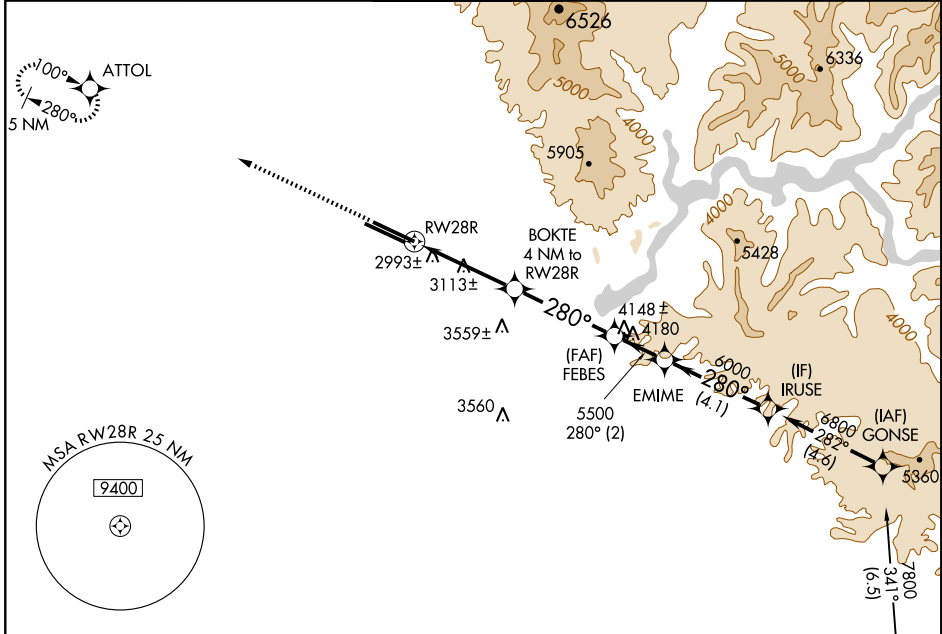 6526
6336
5000
5000
4000
5905
4000
5428
4000
100°
ATTOL
280°
5 NM
RW28R
2993±
3113±
BOKTE
4 NM to
RW28R
280°
3559±
4148±
4180
(FAF)
FEBES
EMIME
6000
280°
(4.1)
(IF)
IRUSE
5500
280° (2)
3560
6800
282°
(4.6)
(IAF)
GONSE
5360
7800
341°
(6.5)
MSA RW28R 25 NM
9400